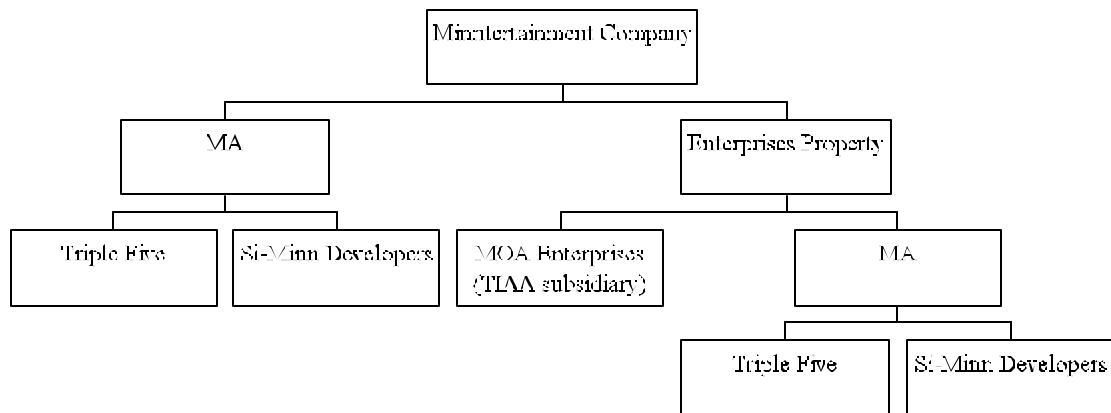 Minntertainment Company
MA
Enterprises Property
Triple Five
Si-Minn Developers
MOA Enterprises
(TIAA subsidiary)
MA
Triple Five
Si-Minn Developers